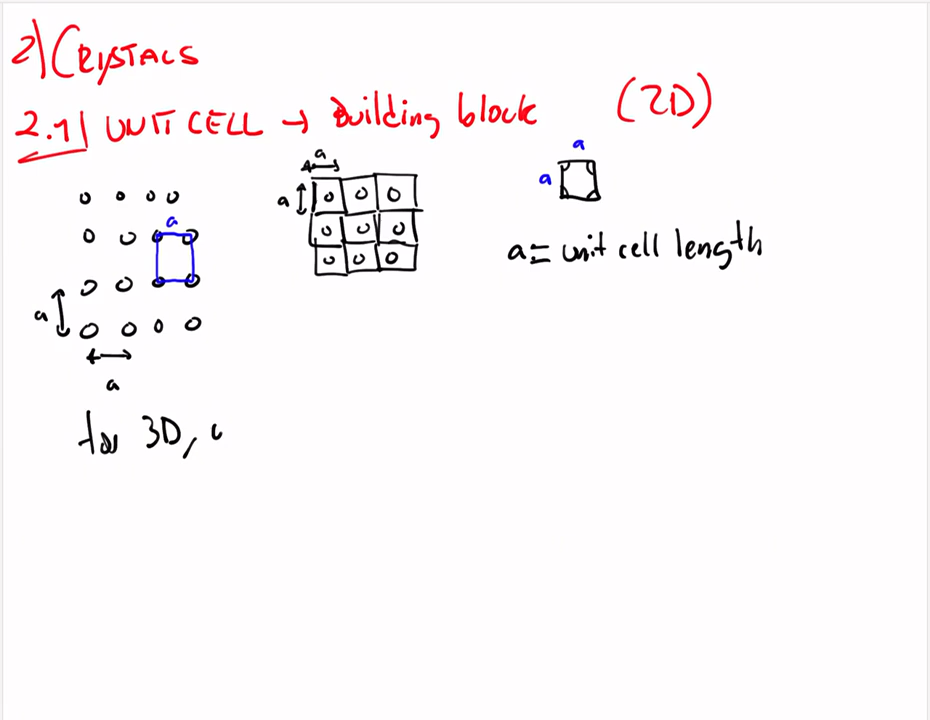 2) CRYSTALS
2.1) UNIT CELL → Building block (2D)
a
a
a
a
a
a = unit cell length
a
a
a
for 3D,